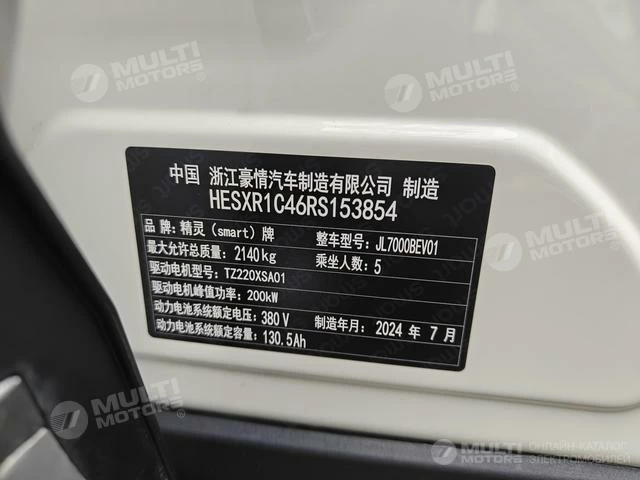 MULTI
MOTORS®
MULTI
MOTORS®
中国 浙江豪情汽车制造有限公司 制造
HESXR1C46RS153854
品 牌: 精灵 (smart) 牌 整车型号: JL7000BEV01
最大允许总质量: 2140kg 乘坐人数: 5
驱动电机型号: TZ220XSA01
驱动电机峰值功率: 200kW
动力电池系统额定电压: 380V 制造年月: 2024 年 7 月
动力电池系统额定容量: 130.5Ah
MULTI
MOTORS®
MULTI
MOTORS®
ОНЛАЙН-КАТАЛОГ
ЭЛЕКТРОМОБИЛЕЙ